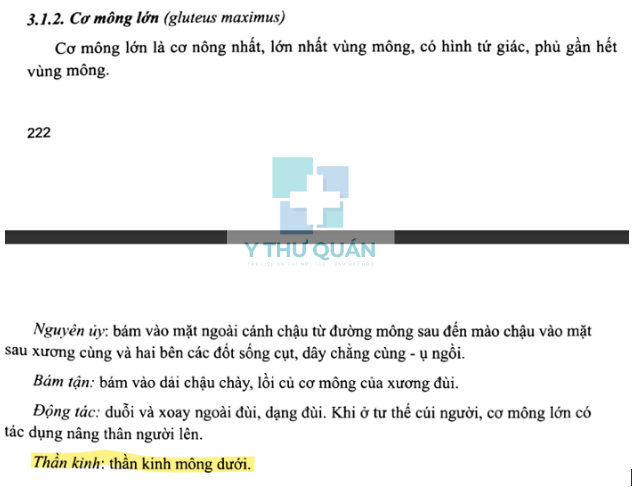 3.1.2. Cơ mông lớn (gluteus maximus)
Cơ mông lớn là cơ nông nhất, lớn nhất vùng mông, có hình tứ giác, phủ gần hết
vùng mông.
222
Y THƯ QUÁN
Nguyên ủy: bám vào mặt ngoài cánh chậu từ đường mông sau đến mào chậu vào mặt
sau xương cùng và hai bên các đốt sống cụt, dây chằng cùng - ụ ngồi.
Bám tận: bám vào dải chậu chày, lồi củ cơ mông của xương đùi.
Động tác: duỗi và xoay ngoài đùi, dạng đùi. Khi ở tư thế cúi người, cơ mông lớn có
tác dụng nâng thân người lên.
Thần kinh: thần kinh mông dưới.